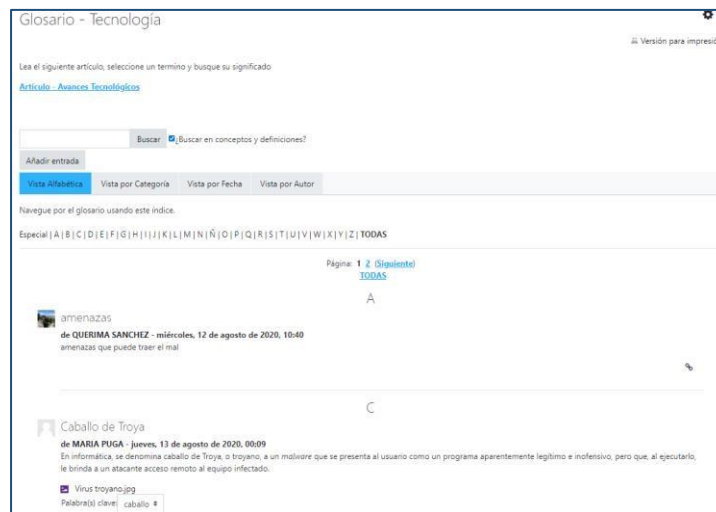 Glosario - Tecnología
Versión para impresió
Lea el siguiente artículo, seleccione un termino y busque su significado
Artículo - Avances Tecnológicos
Buscar ¿Buscar en conceptos y definiciones?
Añadir entrada
Vista Alfabética Vista por Categoría Vista por Fecha Vista por Autor
Navegue por el glosario usando este índice.
Especial | A | B | C | D | E | F | G | H | I | J | K | L | M | N | Ñ | O | P | Q | R | S | T | U | V | W | X | Y | Z | TODAS
Página: 1 2 (Siguiente)
TODAS
A
amenazas
de QUERIMA SANCHEZ - miércoles, 12 de agosto de 2020, 10:40
amenazas que puede traer el mal
C
Caballo de Troya
de MARIA PUGA - jueves, 13 de agosto de 2020, 00:09
En informática, se denomina caballo de Troya, o troyano, a un malware que se presenta al usuario como un programa aparentemente legítimo e inofensivo, pero que, al ejecutarlo,
le brinda a un atacante acceso remoto al equipo infectado.
Virus troyano.jpg
Palabra(s) clave: caballo